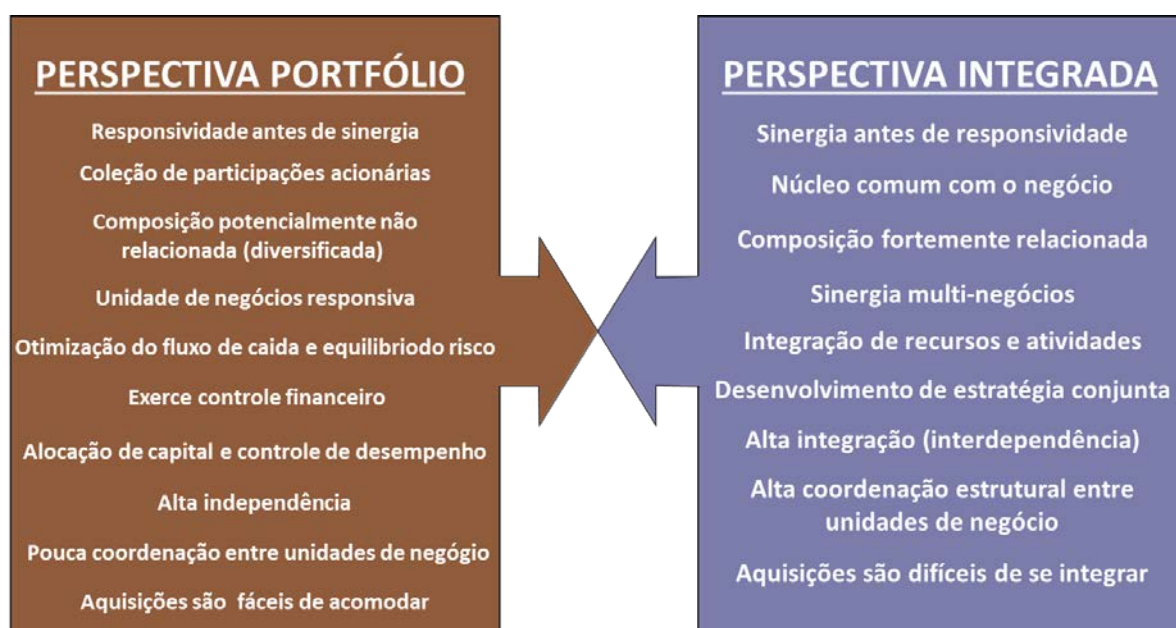 PERSPECTIVA PORTFÓLIO
Responsividade antes de sinergia
Coleção de participações acionárias
Composição potencialmente não
relacionada (diversificada)
Unidade de negócios responsiva
Otimização do fluxo de caida e equilibriodo risco
Exerce controle financeiro
Alocação de capital e controle de desempenho
Alta independência
Pouca coordenação entre unidades de negógio
Aquisições são fáceis de acomodar
PERSPECTIVA INTEGRADA
Sinergia antes de responsividade
Núcleo comum com o negócio
Composição fortemente relacionada
Sinergia multi-negócios
Integração de recursos e atividades
Desenvolvimento de estratégia conjunta
Alta integração (interdependência)
Alta coordenação estrutural entre
unidades de negócio
Aquisições são difíceis de se integrar